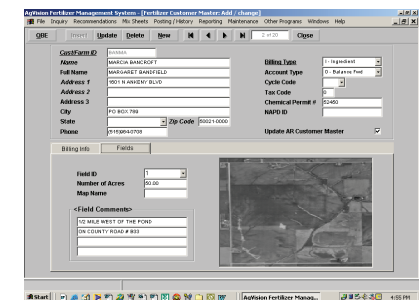 AgVision Fertilizer Management System - [Fertilizer Customer Master: Add / change]
File Inquiry Recommendations Mix Sheets Posting / History Reporting Maintenance Other Programs Windows Help
QBE Insert Update Delete New 2 of 20 Close
Cust/Farm ID BANMA
Name MARCIA BANCROFT Billing Type 1 - Ingredient
Full Name MARGARET BANDFIELD Account Type 0 - Balance Fwd
Address 1 1601 N ANKENY BLVD Cycle Code
Address 2 Tax Code 0
Address 3 Chemical Permit # 52450
City PO BOX 790 NAPD ID
State Zip Code 50021-0000
Phone (515)964-0708 Update AR Customer Master
Billing Info Fields
Field ID 1
Number of Acres 50.00
Map Name
<Field Comments>
1/2 MILE WEST OF THE POND
ON COUNTY ROAD # B33
Start AgVision Fertilizer Manag... 4:55 PM